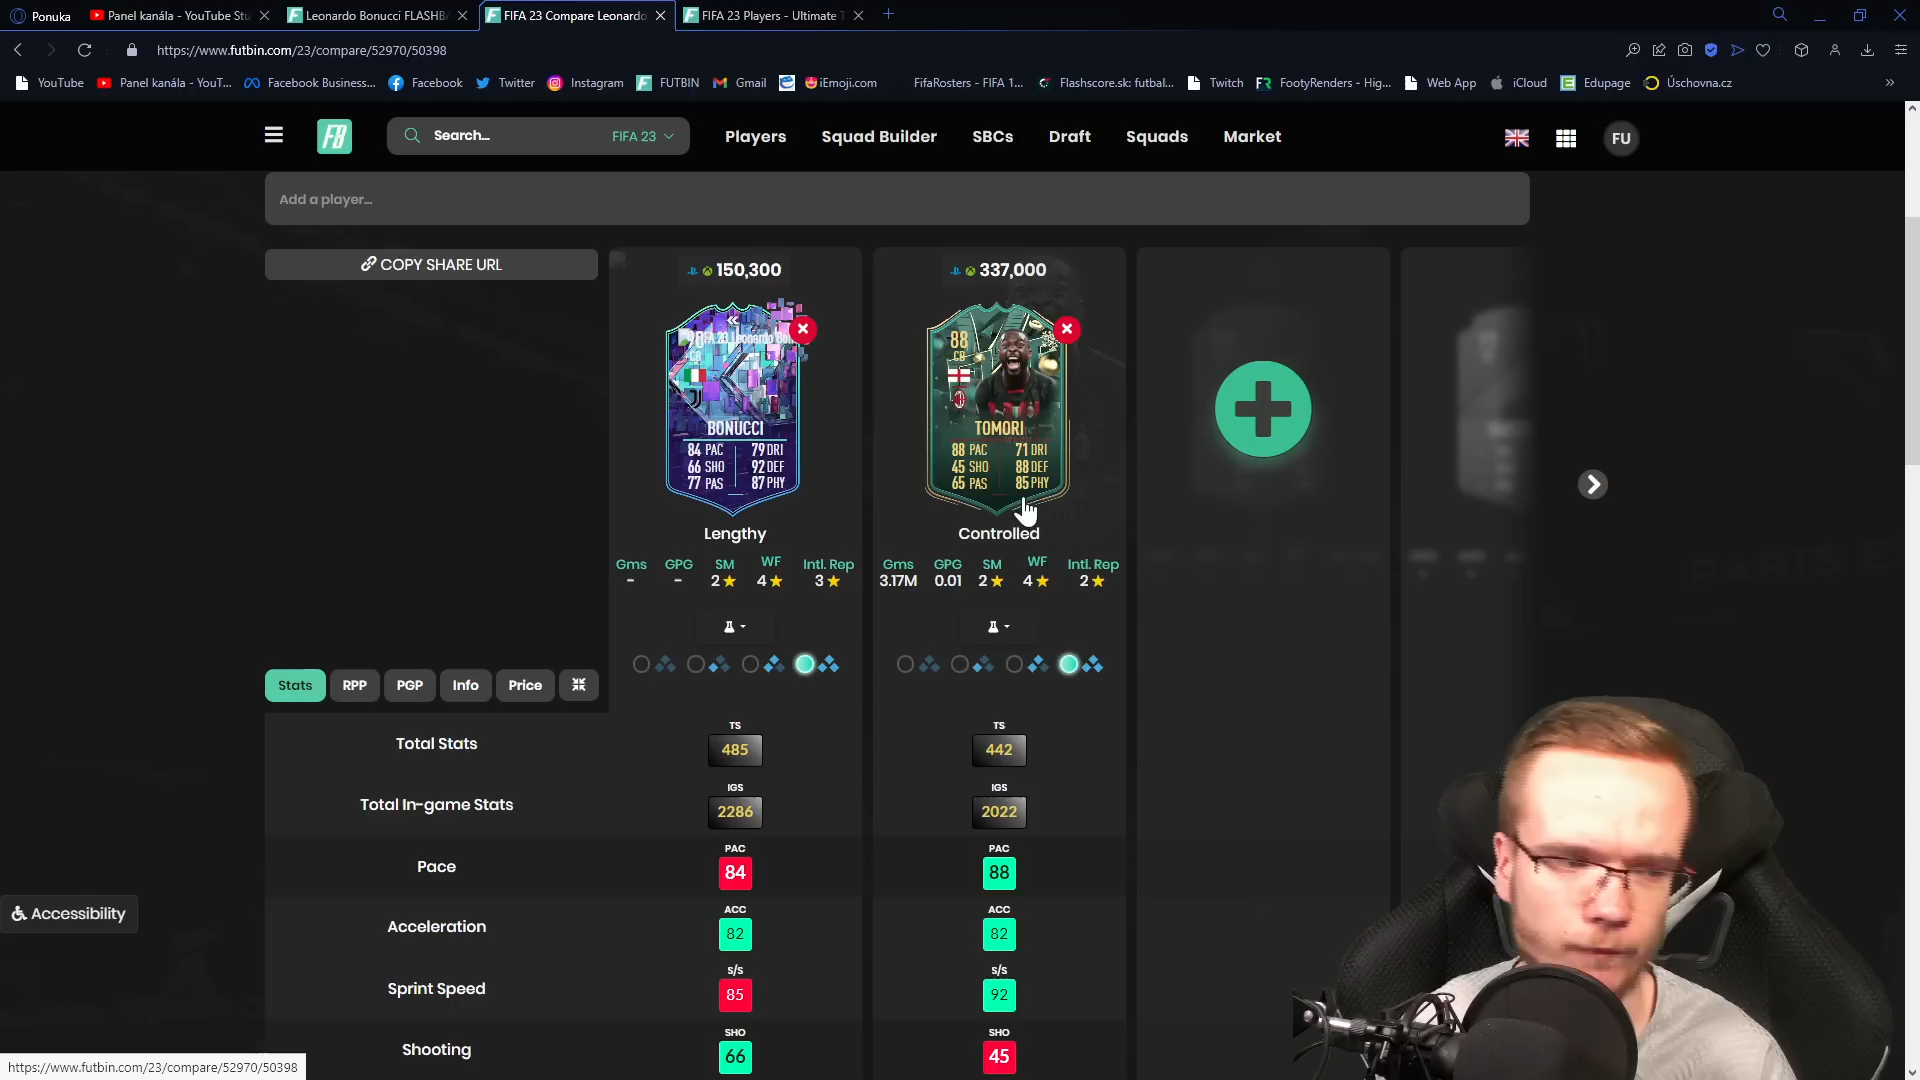 Ponuka
Panel kanála - YouTube Stu
Leonardo Bonucci FLASHBA
FIFA 23 Compare Leonardo
FIFA 23 Players - Ultimate T
https://www.futbin.com/23/compare/52970/50398
YouTube
Panel kanála - YouT...
Facebook Business...
Facebook
Twitter
Instagram
FUTBIN
Gmail
iEmoji.com
FifaRosters - FIFA 1...
Flashscore.sk: futbal...
Twitch
FootyRenders - Hig...
Web App
iCloud
Edupage
Úschovna.cz
Search...
FIFA 23
Players
Squad Builder
SBCs
Draft
Squads
Market
FU
Add a player...
COPY SHARE URL
150,300
337,000
88
CB
BONUCCI
84 PAC 79 DRI
66 SHO 92 DEF
77 PAS 87 PHY
TOMORI
88 PAC 71 DRI
45 SHO 88 DEF
65 PAS 85 PHY
Lengthy
Controlled
Gms GPG SM WF Intl. Rep
- - 2 4 3
Gms GPG SM WF Intl. Rep
3.17M 0.01 2 4 2
Stats
RPP
PGP
Info
Price
Total Stats
TS
485
TS
442
Total In-game Stats
IGS
2286
IGS
2022
Pace
PAC
84
PAC
88
Acceleration
ACC
82
ACC
82
Sprint Speed
S/S
85
S/S
92
Shooting
SHO
66
SHO
45
Accessibility
https://www.futbin.com/23/compare/52970/50398